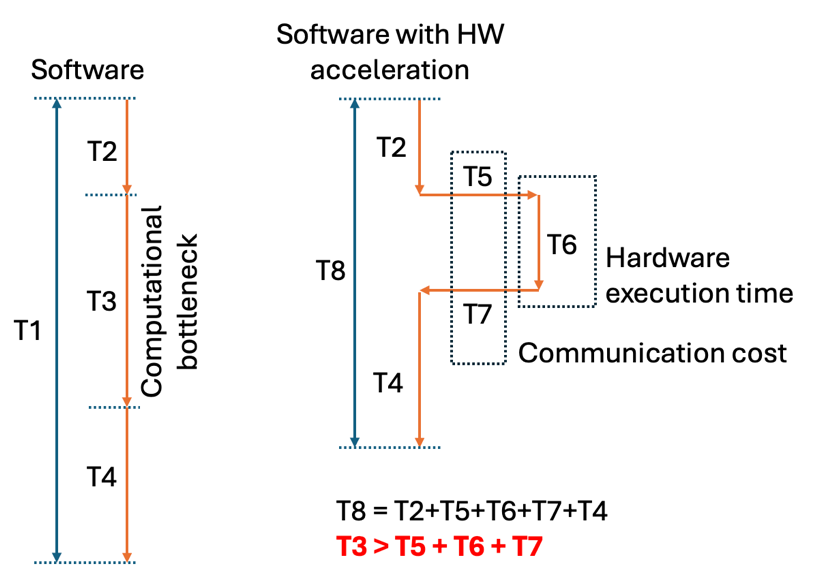 Software
T1
T2
T3
T4
Computational
bottleneck
Software with HW
acceleration
T8
T2
T5
T6
T7
T4
Hardware
execution time
Communication cost
T8 = T2+T5+T6+T7+T4
T3 > T5 + T6 + T7